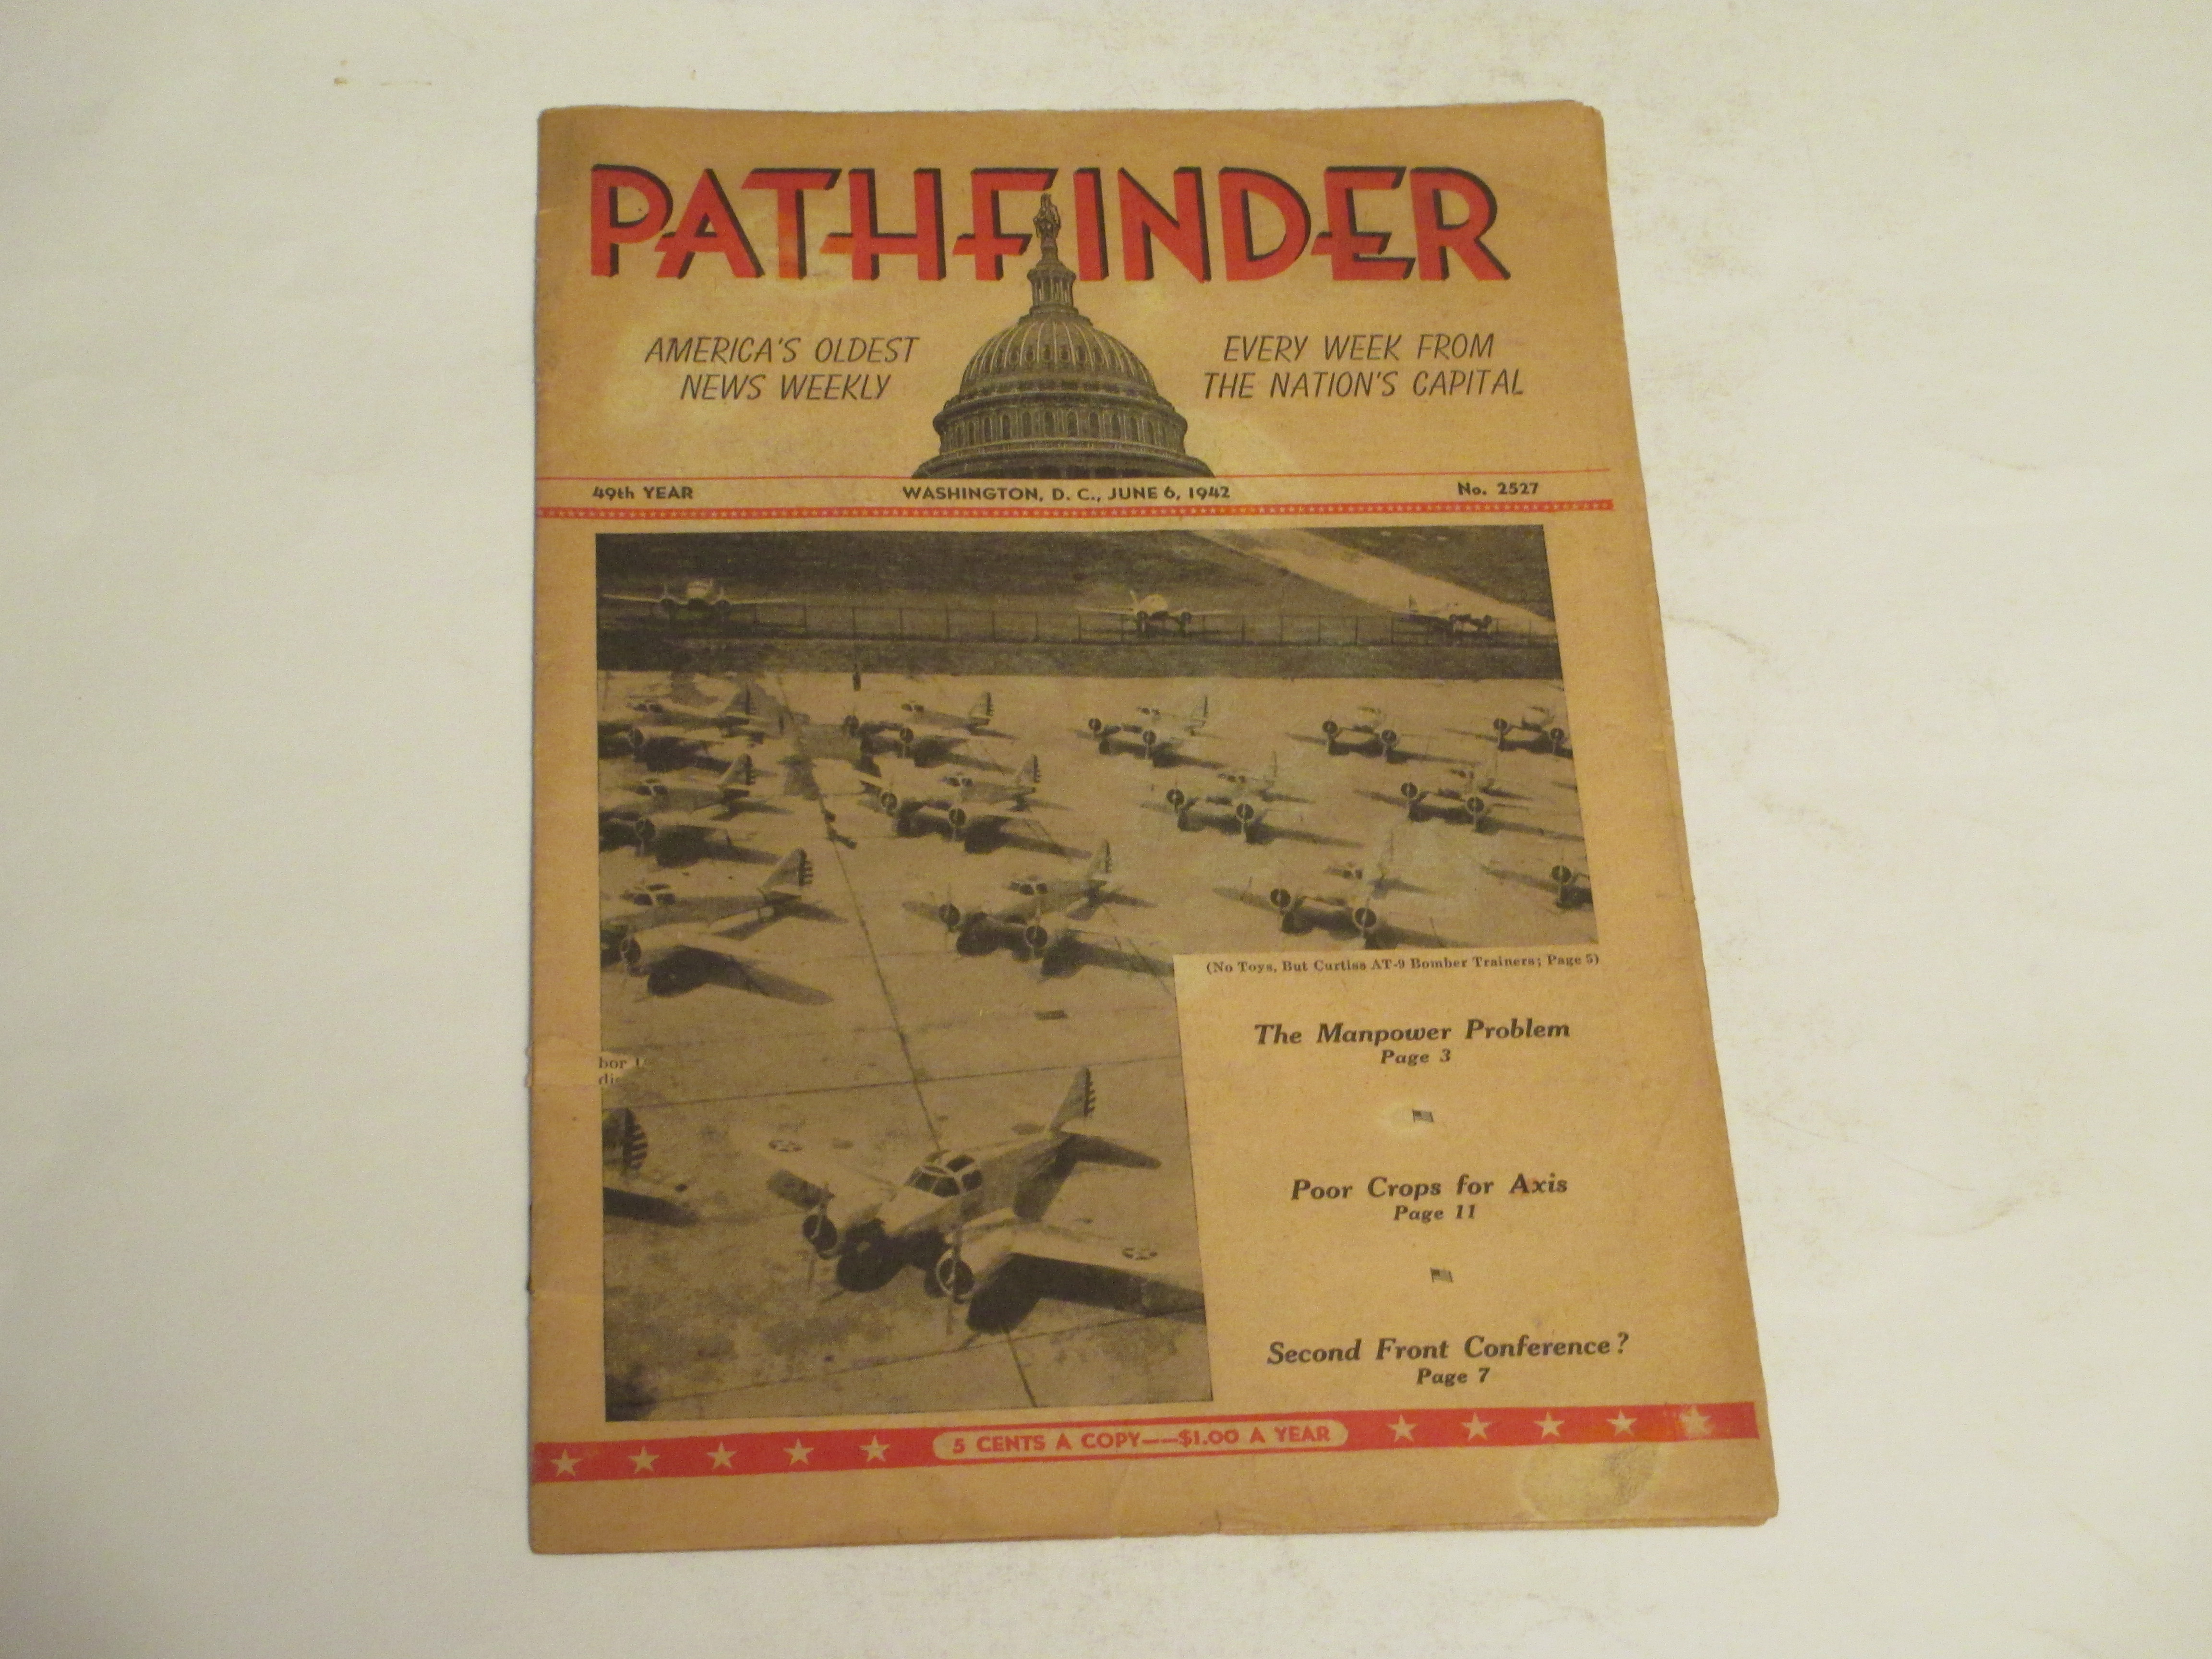 PATHFINDER
AMERICA'S OLDEST
NEWS WEEKLY
EVERY WEEK FROM
THE NATION'S CAPITAL
49th YEAR
WASHINGTON, D. C., JUNE 6, 1942
No. 2527
(No Toys, But Curtiss AT-9 Bomber Trainers; Page 5)
The Manpower Problem
Page 3
Poor Crops for Axis
Page 11
Second Front Conference?
Page 7
5 CENTS A COPY——$1.00 A YEAR